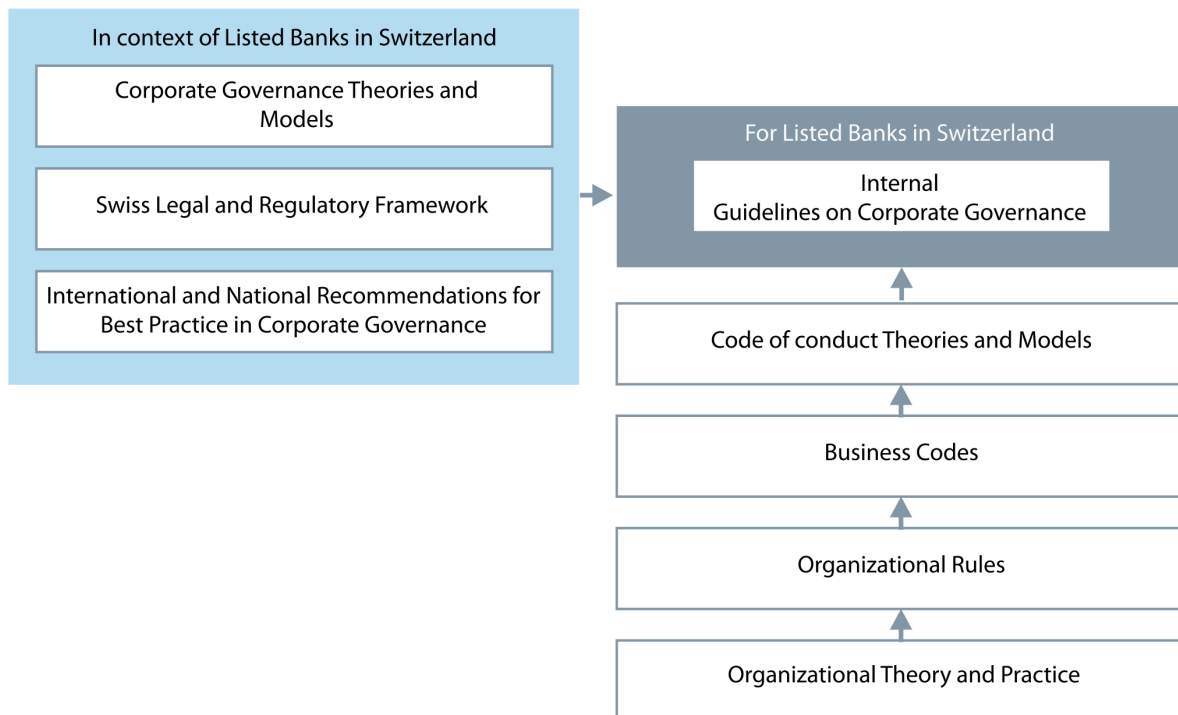 In context of Listed Banks in Switzerland
Corporate Governance Theories and
Models
Swiss Legal and Regulatory Framework
International and National Recommendations for
Best Practice in Corporate Governance
For Listed Banks in Switzerland
Internal
Guidelines on Corporate Governance
Code of conduct Theories and Models
Business Codes
Organizational Rules
Organizational Theory and Practice